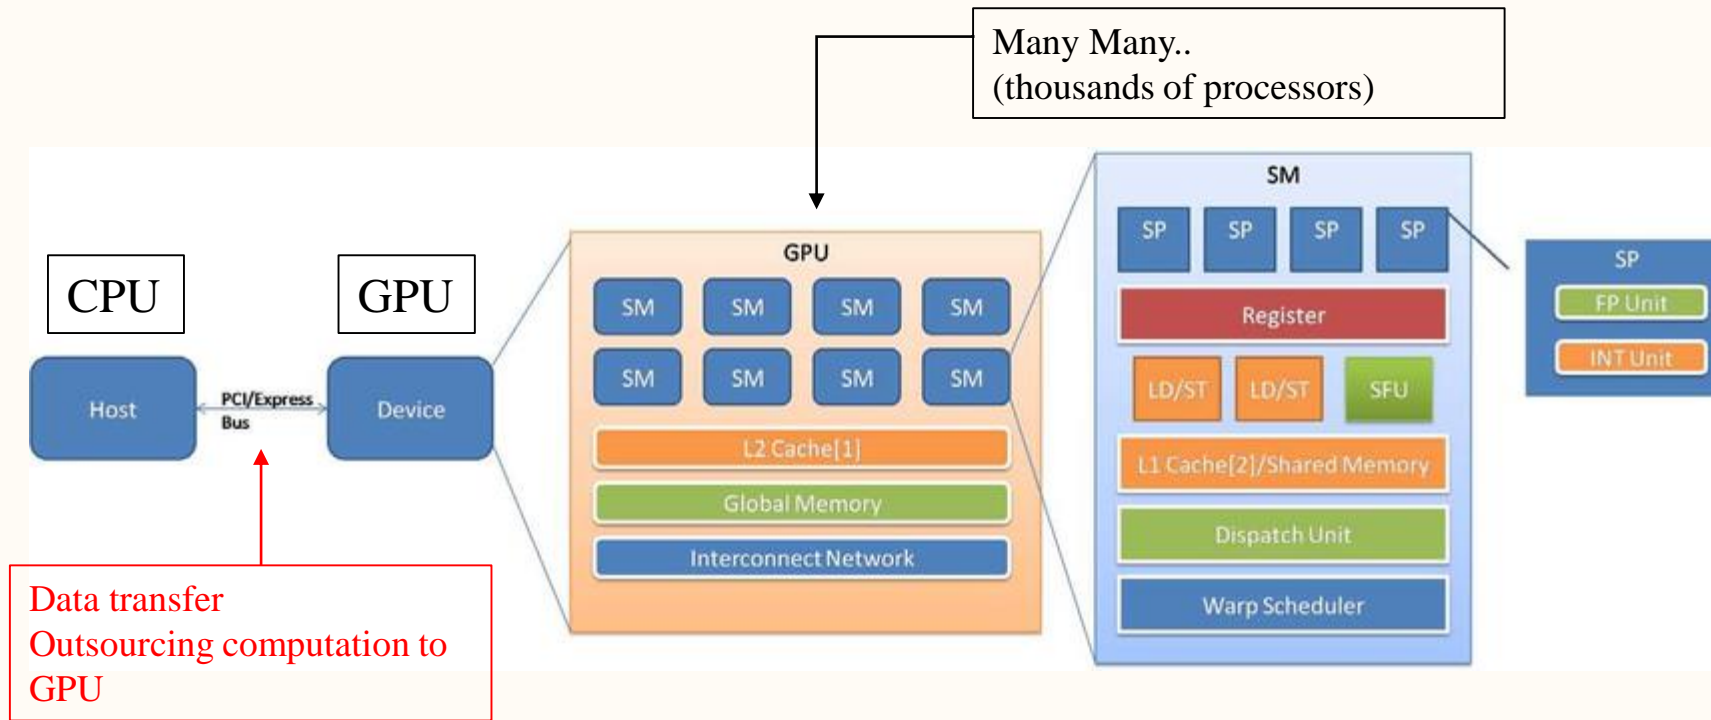 Many Many..
(thousands of processors)
CPU
GPU
Host
PCI/Express
Bus
Device
Data transfer
Outsourcing computation to
GPU
GPU
SM SM SM SM
SM SM SM SM
L2 Cache[1]
Global Memory
Interconnect Network
SM
SP SP SP SP
Register
LD/ST LD/ST SFU
L1 Cache[2]/Shared Memory
Dispatch Unit
Warp Scheduler
SP
FP Unit
INT Unit